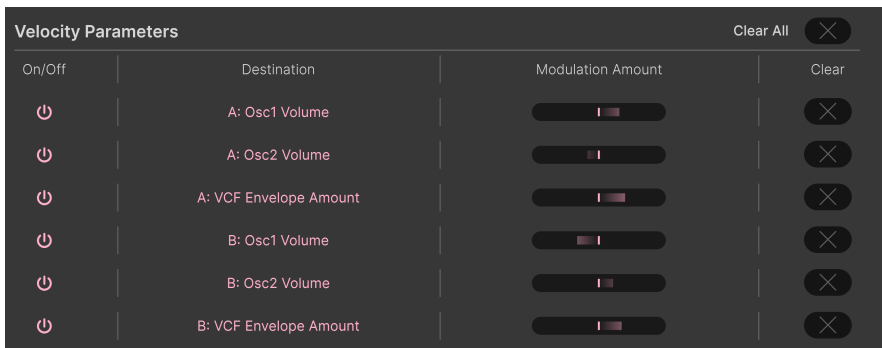 Velocity Parameters Clear All
On/Off Destination Modulation Amount Clear
A: Osc1 Volume
A: Osc2 Volume
A: VCF Envelope Amount
B: Osc1 Volume
B: Osc2 Volume
B: VCF Envelope Amount